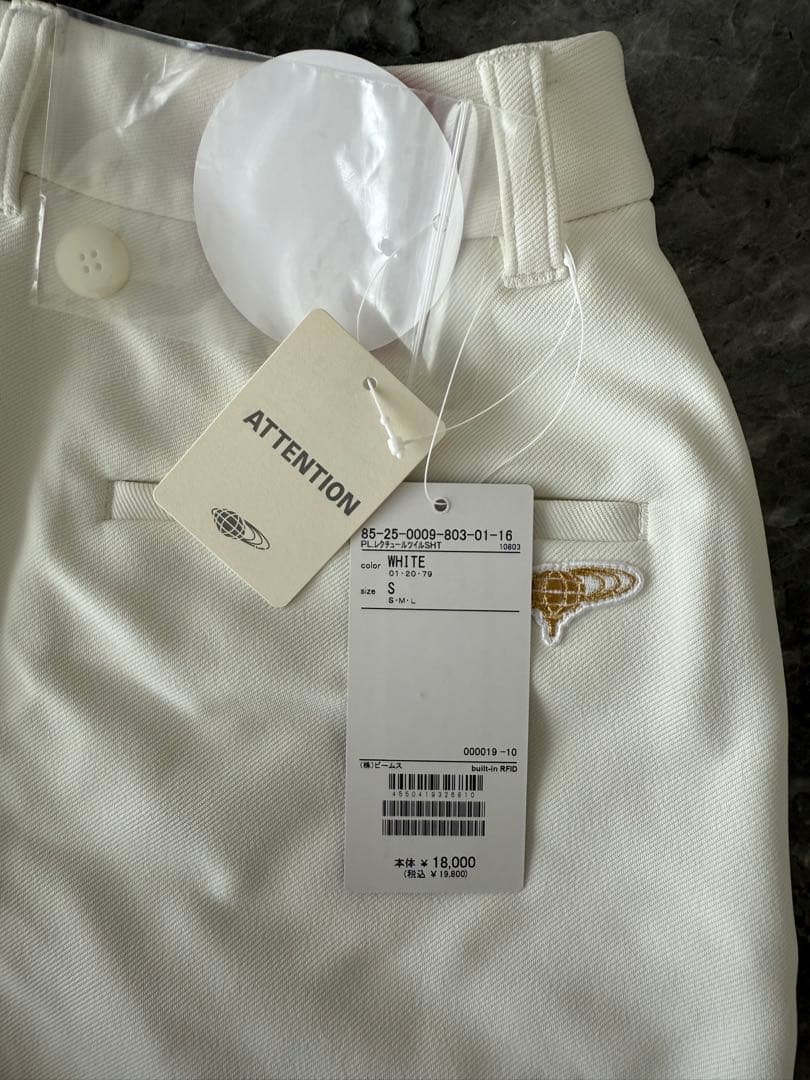 ATTENTION
85-25-0009-803-01-16
PL.レクチュールツイルSHT 10803
color WHITE
01・20・79
size S
S・M・L
000019 -10
(株)ビームス built-in RFID
4550419326810
本体 ¥ 18,000
(税込 ¥ 19,800)